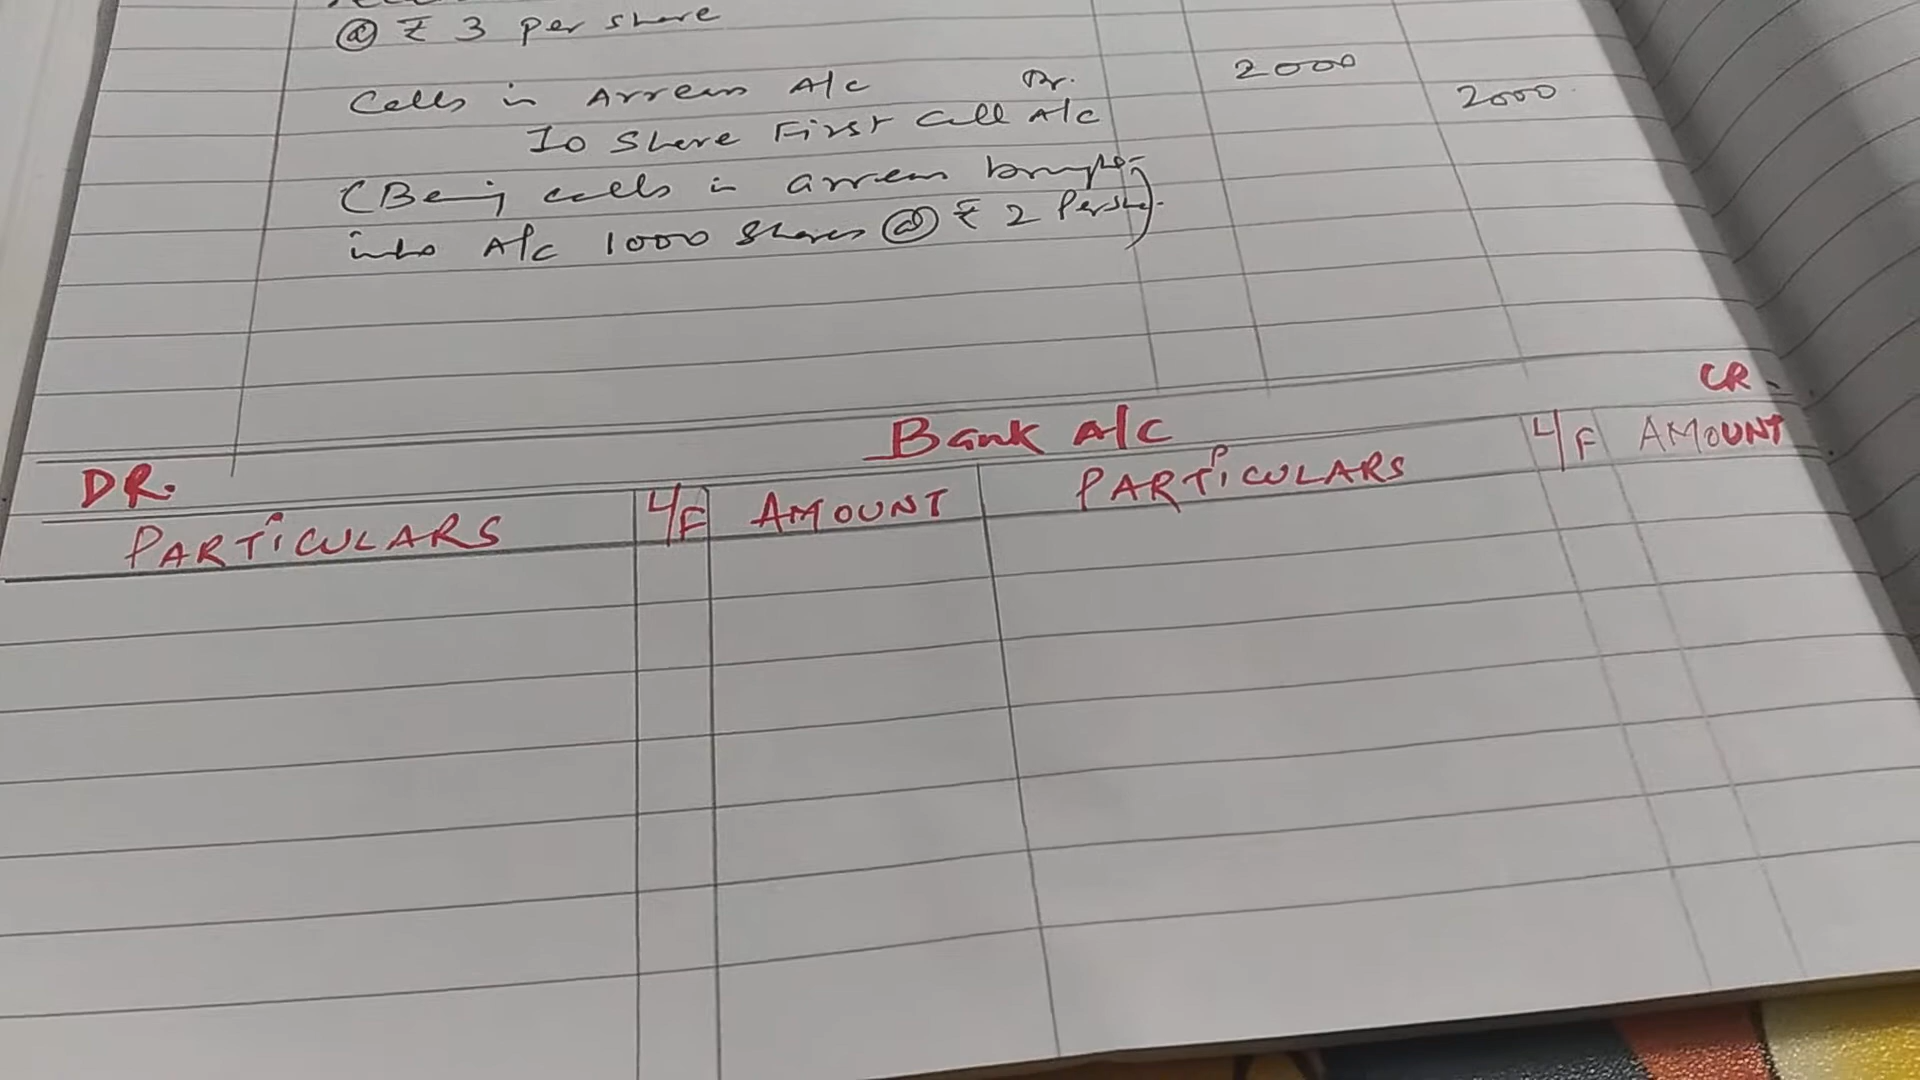 @ ₹ 3 per share
Calls in Arrears A/c Dr. 2000
To Share First Call A/c 2000
(Being calls in arrears brought
into A/c 1000 Shares @ ₹ 2 Per share).
CR.
Bank A/C
DR.
PARTICULARS L/F AMOUNT PARTICULARS L/F AMOUNT